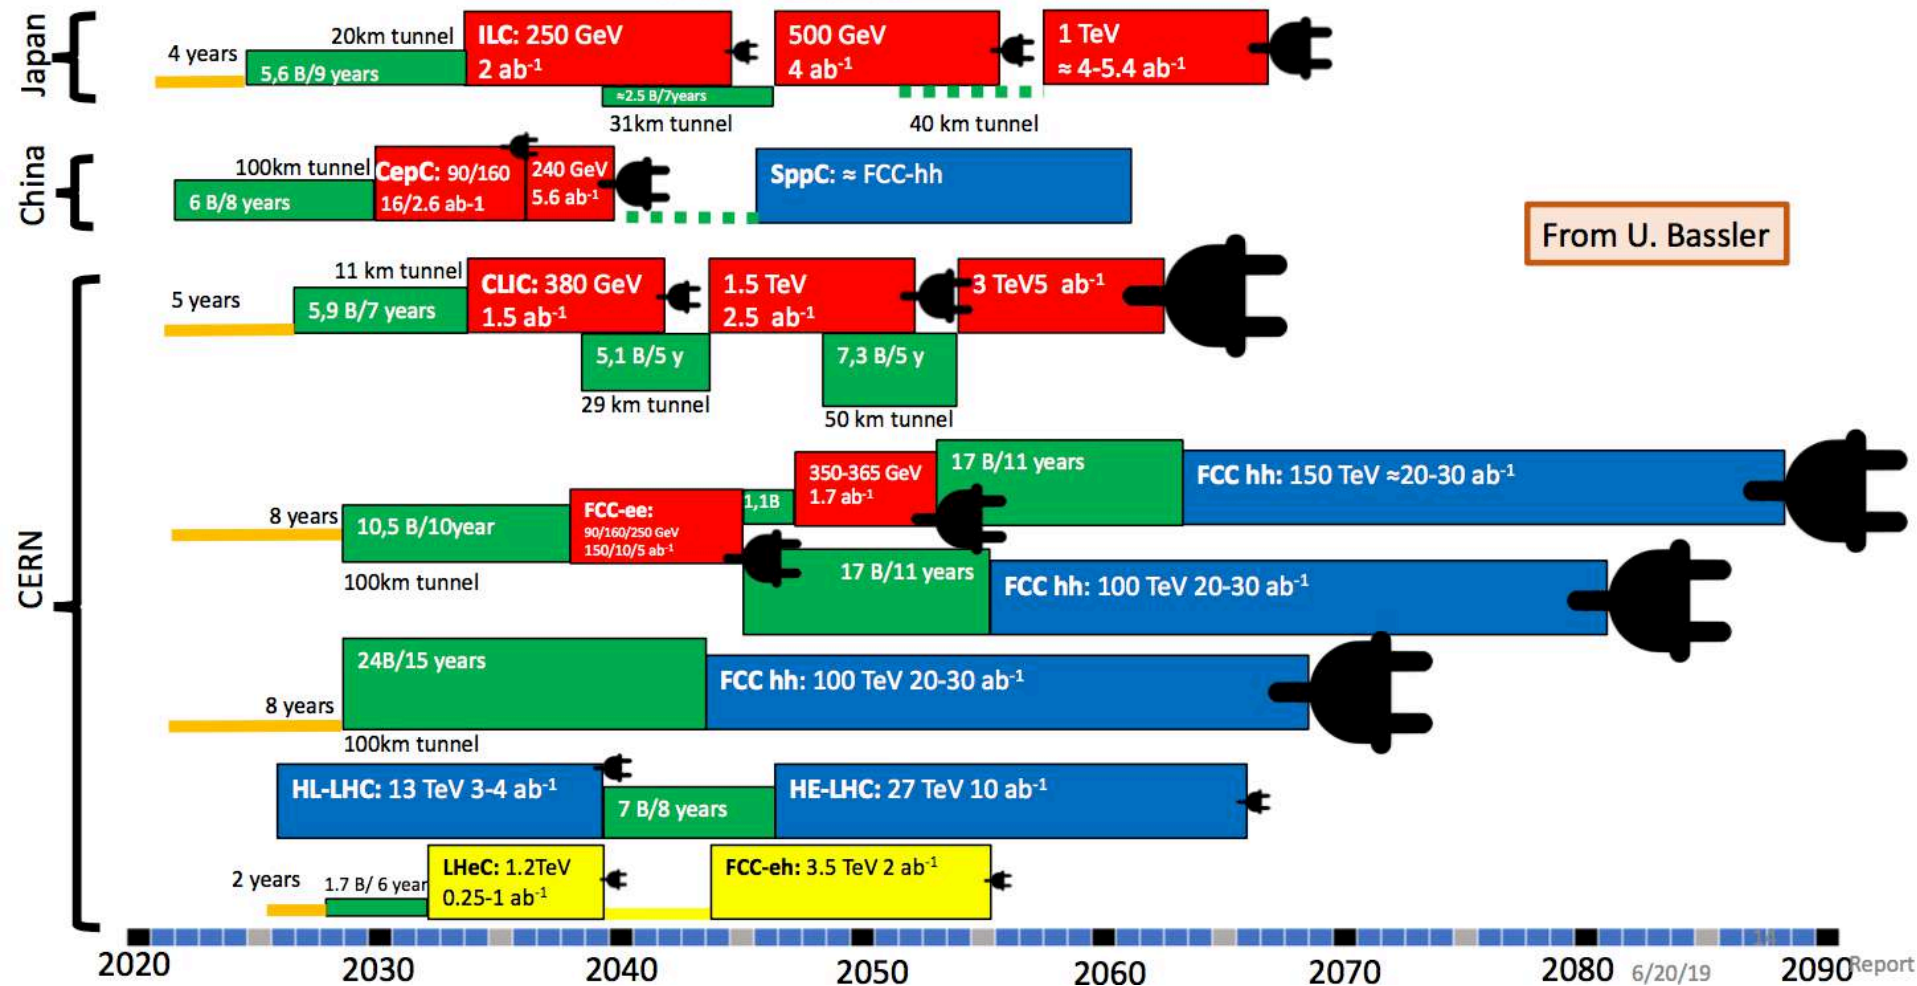 Japan
4 years
20km tunnel
5,6 B/9 years
ILC: 250 GeV
2 ab-1
≈2.5 B/7years
31km tunnel
500 GeV
4 ab-1
40 km tunnel
1 TeV
≈ 4-5.4 ab-1
China
100km tunnel
6 B/8 years
CepC: 90/160
16/2.6 ab-1
240 GeV
5.6 ab-1
SppC: ≈ FCC-hh
From U. Bassler
CERN
5 years
11 km tunnel
5,9 B/7 years
CLIC: 380 GeV
1.5 ab-1
5,1 B/5 y
29 km tunnel
1.5 TeV
2.5 ab-1
7,3 B/5 y
50 km tunnel
3 TeV5 ab-1
8 years
10,5 B/10year
100km tunnel
FCC-ee:
90/160/250 GeV
150/10/5 ab-1
1,1B
350-365 GeV
1.7 ab-1
17 B/11 years
FCC hh: 150 TeV ≈20-30 ab-1
17 B/11 years
FCC hh: 100 TeV 20-30 ab-1
8 years
24B/15 years
100km tunnel
FCC hh: 100 TeV 20-30 ab-1
HL-LHC: 13 TeV 3-4 ab-1
7 B/8 years
HE-LHC: 27 TeV 10 ab-1
2 years
1.7 B/ 6 year
LHeC: 1.2TeV
0.25-1 ab-1
FCC-eh: 3.5 TeV 2 ab-1
2020
2030
2040
2050
2060
2070
2080
6/20/19
2090
Report